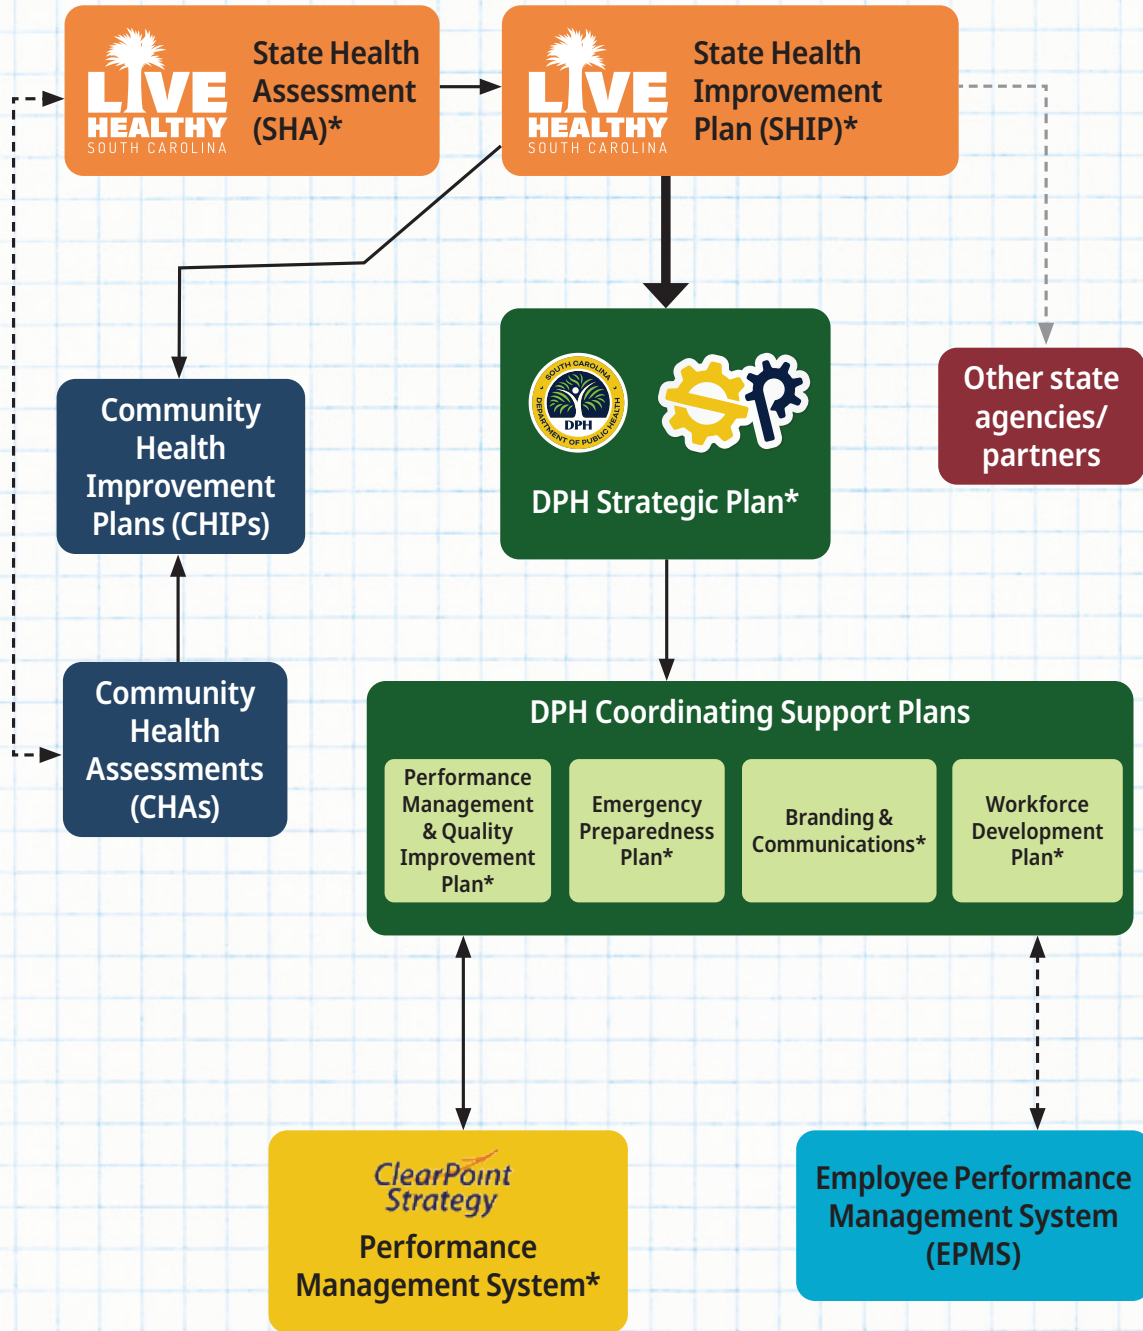 LIVE
HEALTHY
SOUTH CAROLINA
State Health
Assessment
(SHA)*
LIVE
HEALTHY
SOUTH CAROLINA
State Health
Improvement
Plan (SHIP)*
Community
Health
Improvement
Plans (CHIPs)
SOUTH CAROLINA
DPH
DEPARTMENT OF PUBLIC HEALTH
SP
DPH Strategic Plan*
Other state
agencies/
partners
Community
Health
Assessments
(CHAs)
DPH Coordinating Support Plans
Performance
Management
& Quality
Improvement
Plan*
Emergency
Preparedness
Plan*
Branding &
Communications*
Workforce
Development
Plan*
ClearPoint
Strategy
Performance
Management System*
Employee Performance
Management System
(EPMS)